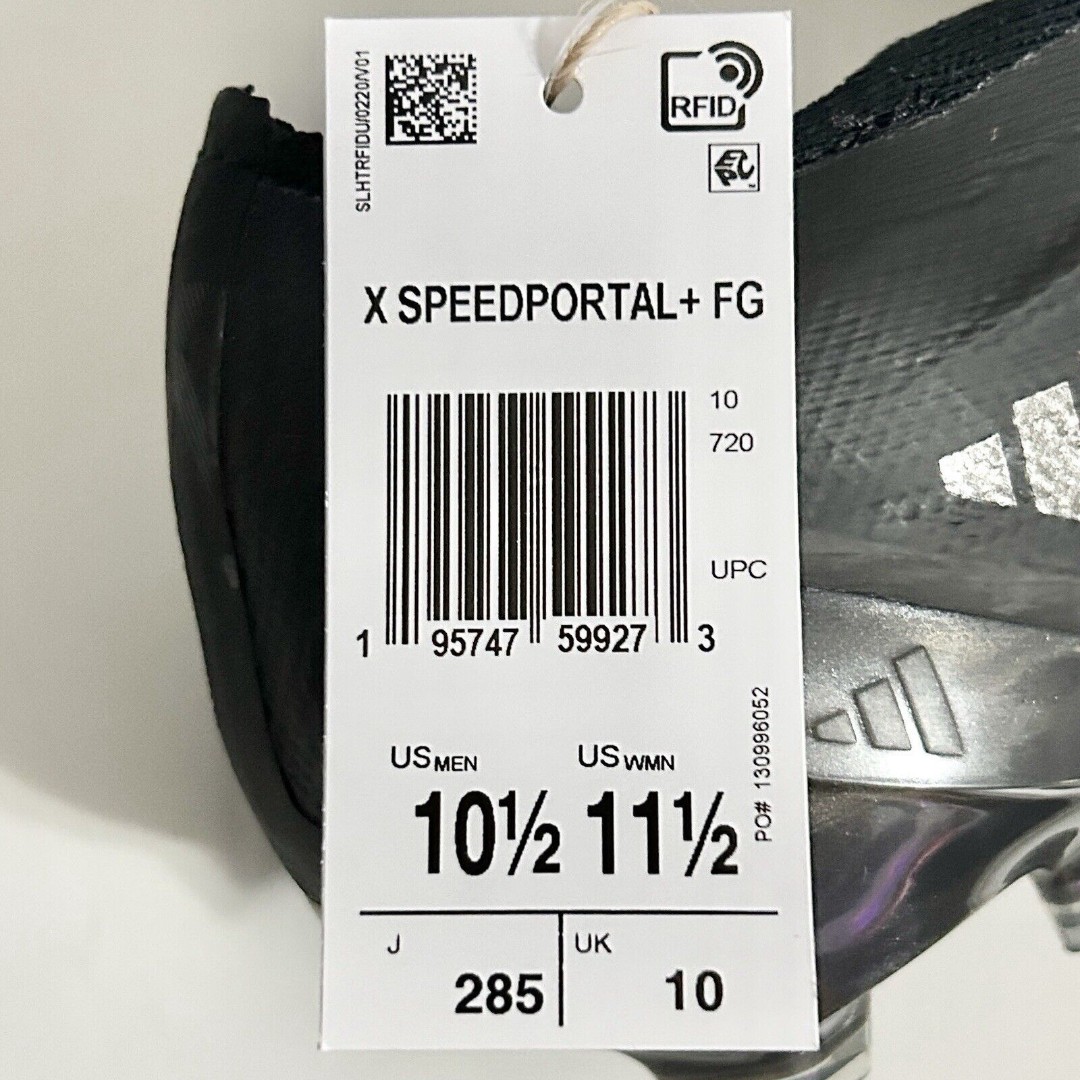 SLHTRFIDU/0220/V01
RFID
EPC
X SPEEDPORTAL+ FG
10
720
UPC
1 95747 59927 3
PO# 130996052
US MEN US WMN
10½ 11½
J UK
285 10